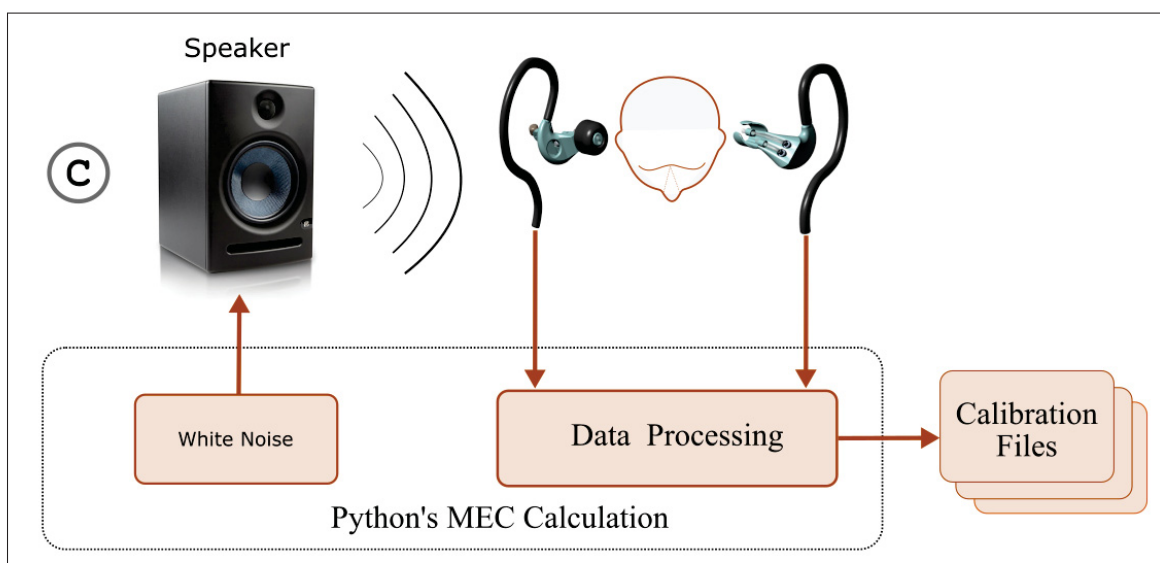 Speaker
C
White Noise
Data Processing
Calibration
Files
Python's MEC Calculation